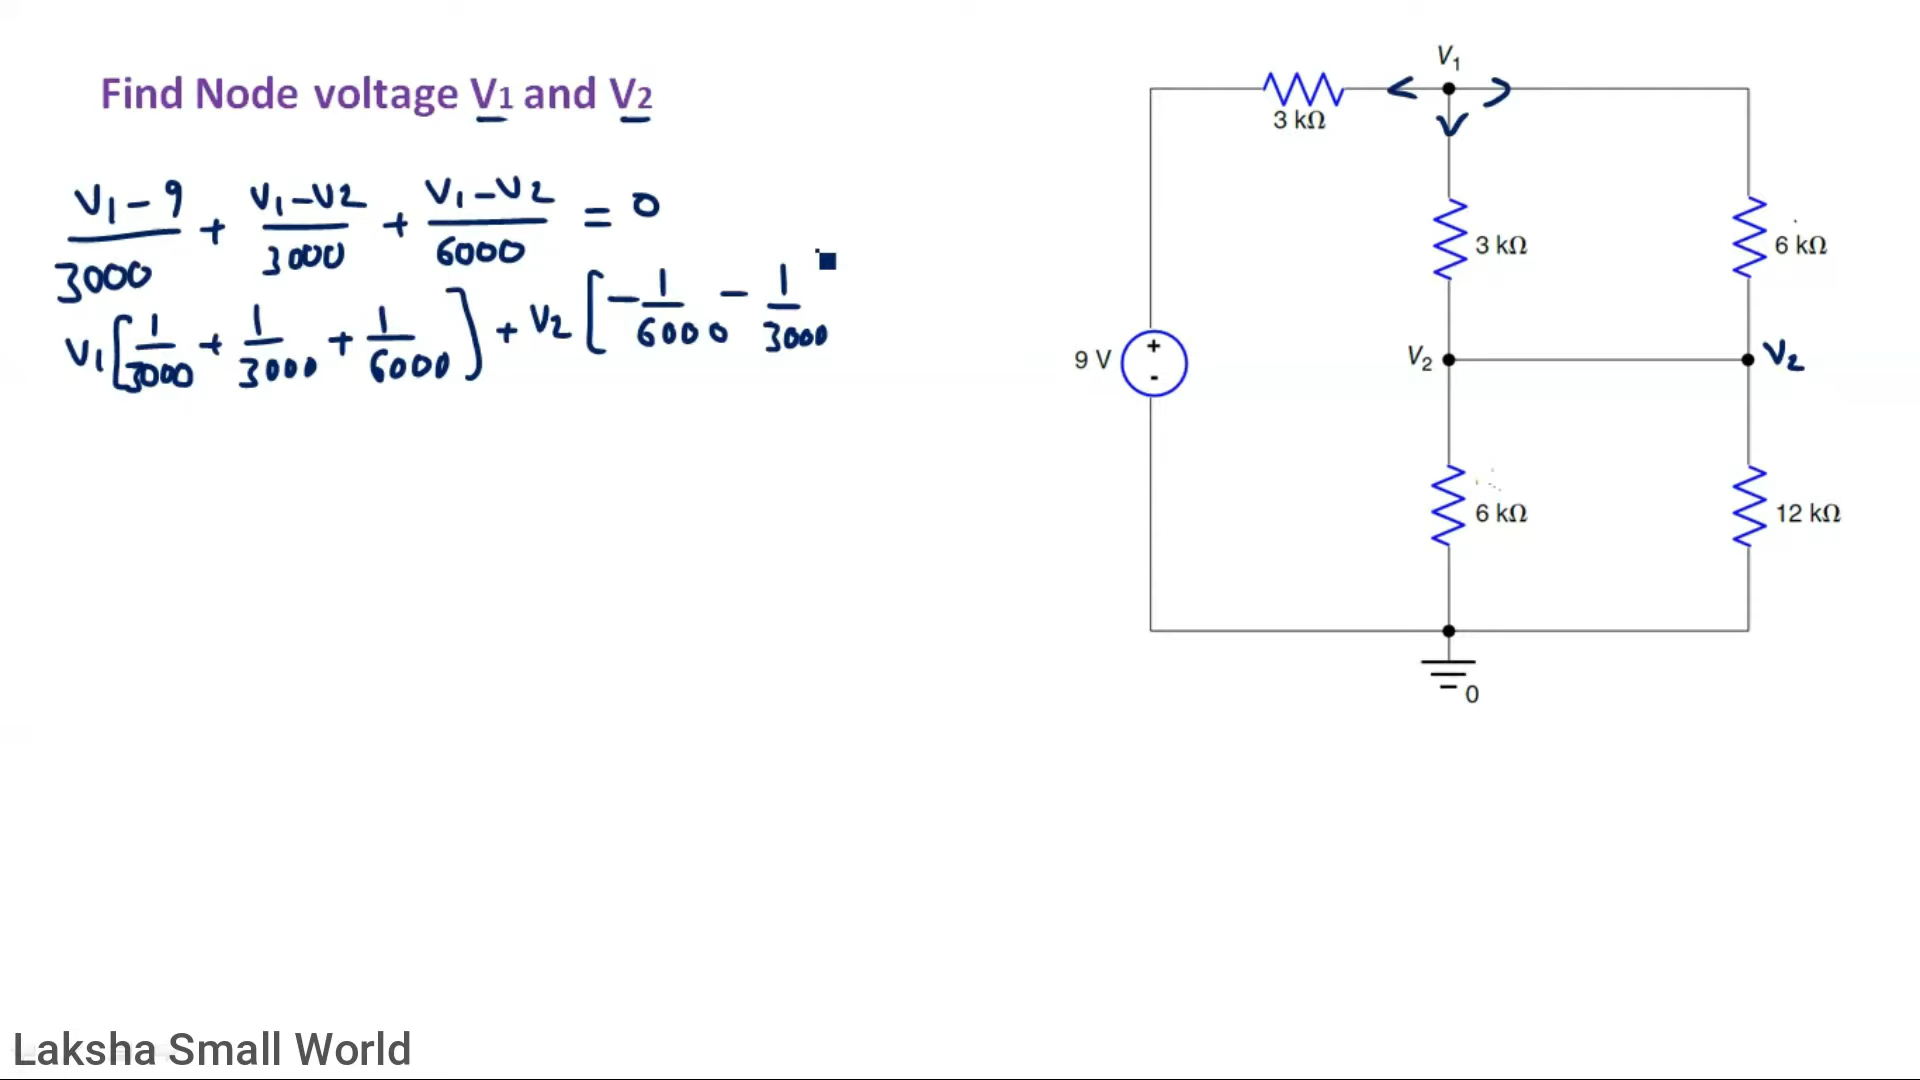 Find Node voltage V1 and V2
V1-9/3000 + V1-V2/3000 + V1-V2/6000 = 0
V1[1/3000 + 1/3000 + 1/6000] + V2[-1/6000 - 1/3000
V1
3 kΩ
3 kΩ
6 kΩ
9 V
+
-
V2
V2
6 kΩ
12 kΩ
0
Laksha Small World